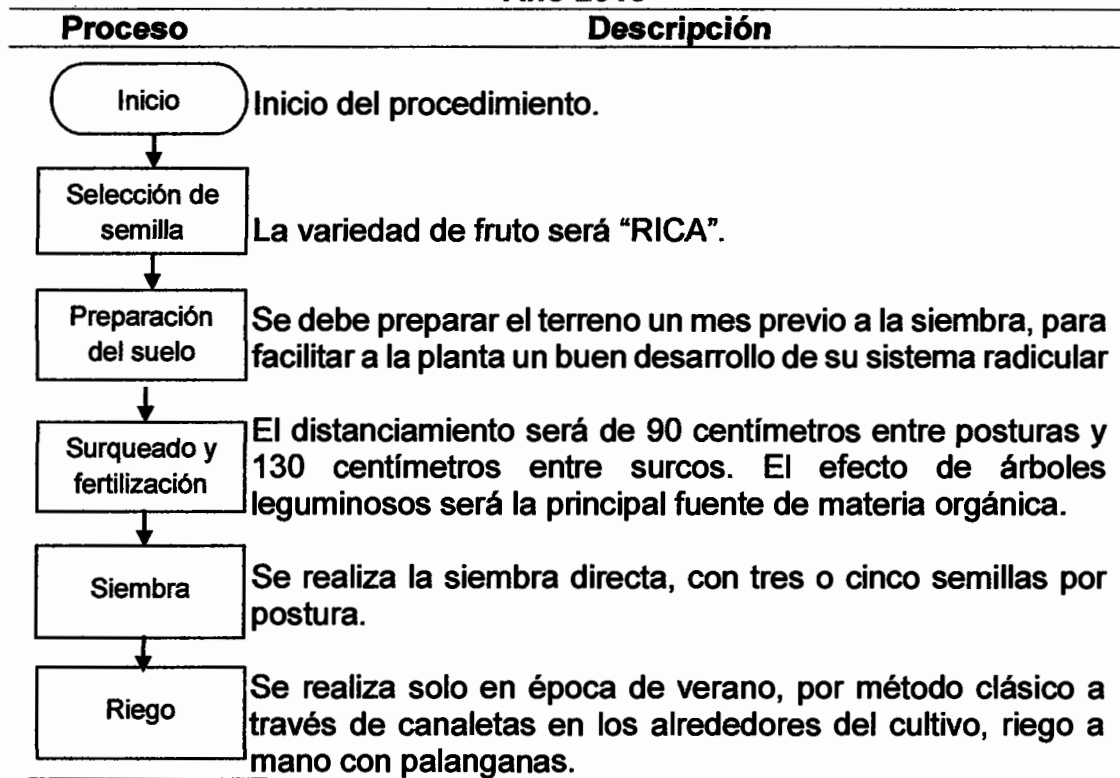 Proceso Descripción
Inicio
Inicio del procedimiento.
Selección de
semilla
La variedad de fruto será “RICA”.
Preparación
del suelo
Se debe preparar el terreno un mes previo a la siembra, para
facilitar a la planta un buen desarrollo de su sistema radicular
Surqueado y
fertilización
El distanciamiento será de 90 centímetros entre posturas y
130 centímetros entre surcos. El efecto de árboles
leguminosos será la principal fuente de materia orgánica.
Siembra
Se realiza la siembra directa, con tres o cinco semillas por
postura.
Riego
Se realiza solo en época de verano, por método clásico a
través de canaletas en los alrededores del cultivo, riego a
mano con palanganas.